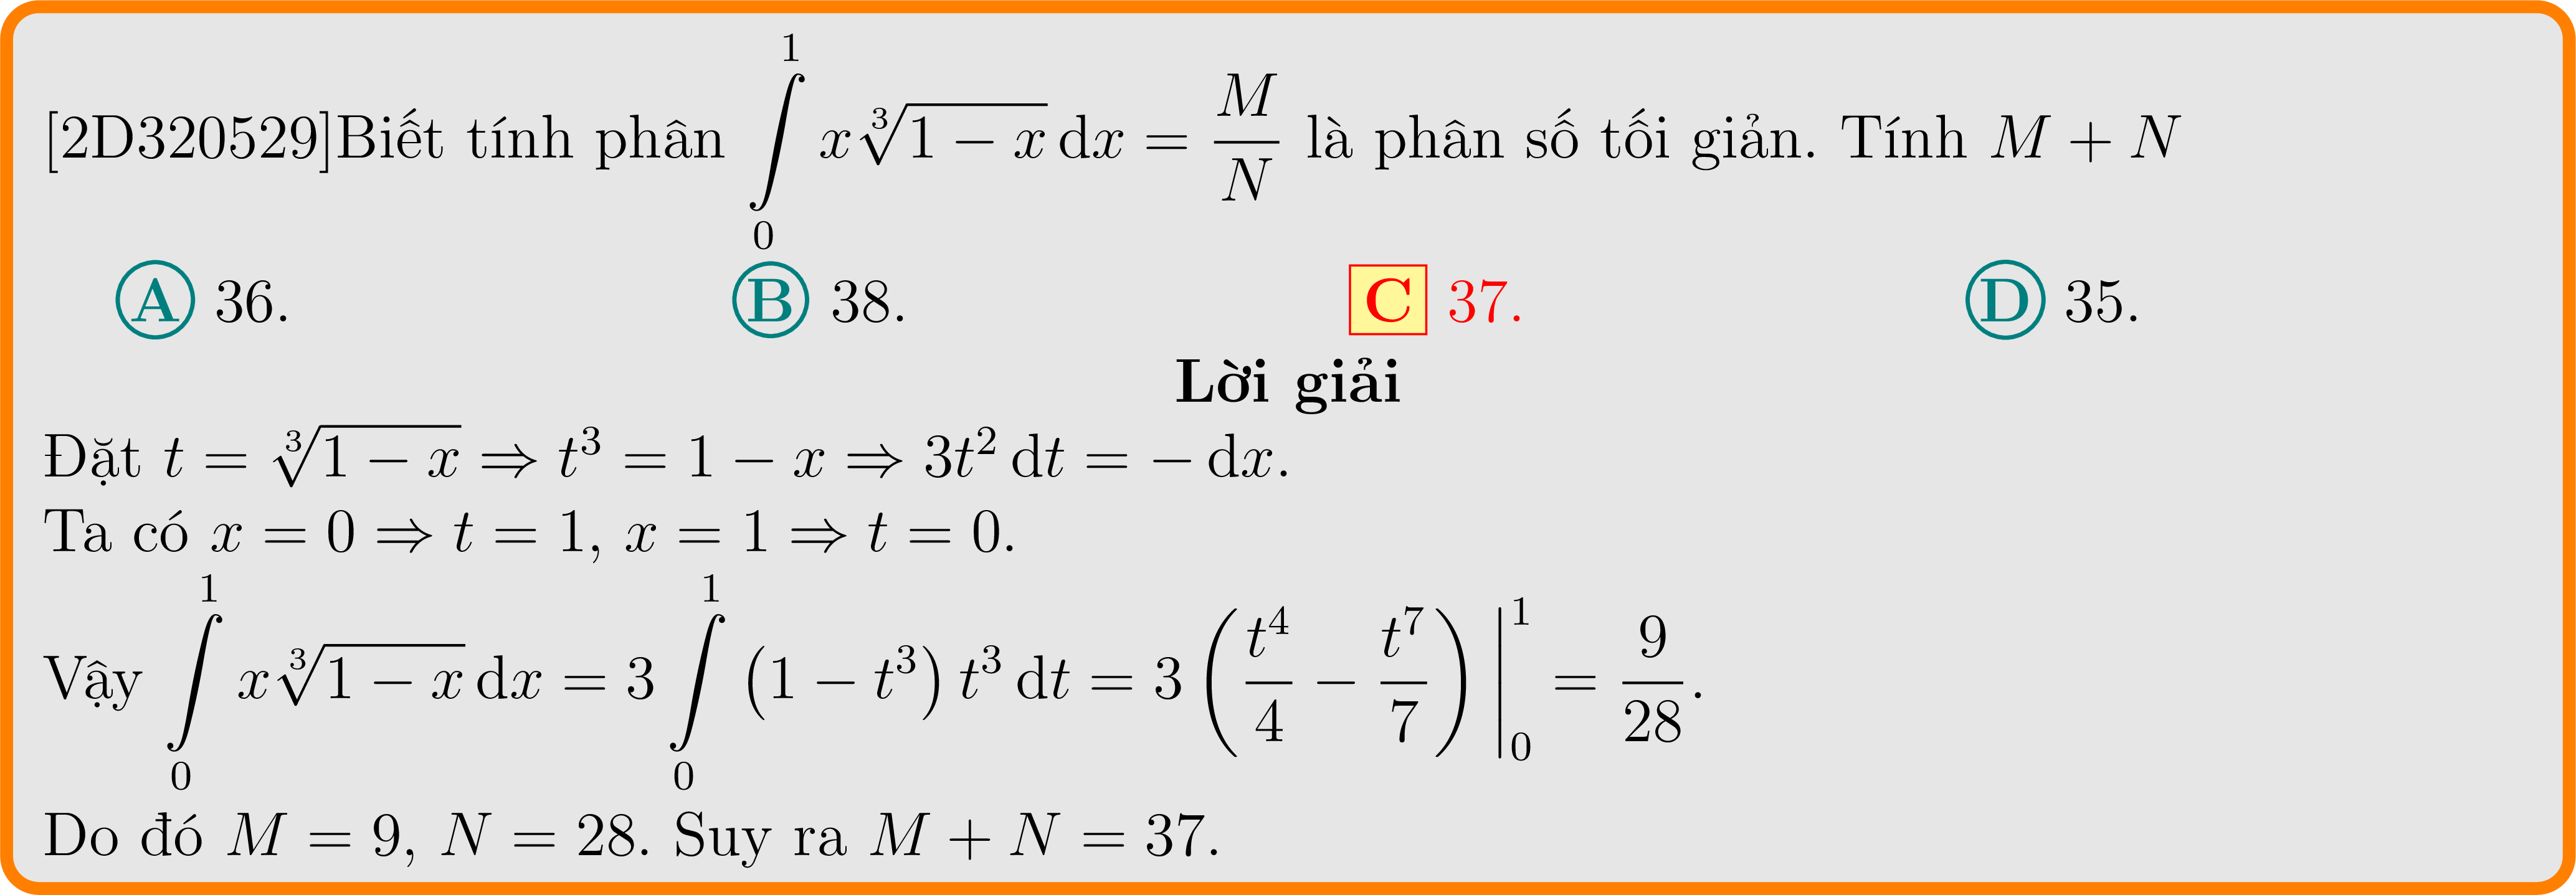 [2D320529]Biết tính phân $\int\limits_0^1 x\sqrt[3]{1-x}\,\mathrm{d}x = \dfrac{M}{N}$ là phân số tối giản. Tính $M+N$
A 36. B 38. C 37. D 35.
Lời giải
Đặt $t = \sqrt[3]{1-x} \Rightarrow t^3 = 1-x \Rightarrow 3t^2\,\mathrm{d}t = -\,\mathrm{d}x$.
Ta có $x = 0 \Rightarrow t = 1$, $x = 1 \Rightarrow t = 0$.
Vậy $\int\limits_0^1 x\sqrt[3]{1-x}\,\mathrm{d}x = 3\int\limits_0^1 \left(1-t^3\right)t^3\,\mathrm{d}t = 3\left(\dfrac{t^4}{4} - \dfrac{t^7}{7}\right)\Big|_0^1 = \dfrac{9}{28}$.
Do đó $M = 9$, $N = 28$. Suy ra $M+N = 37$.